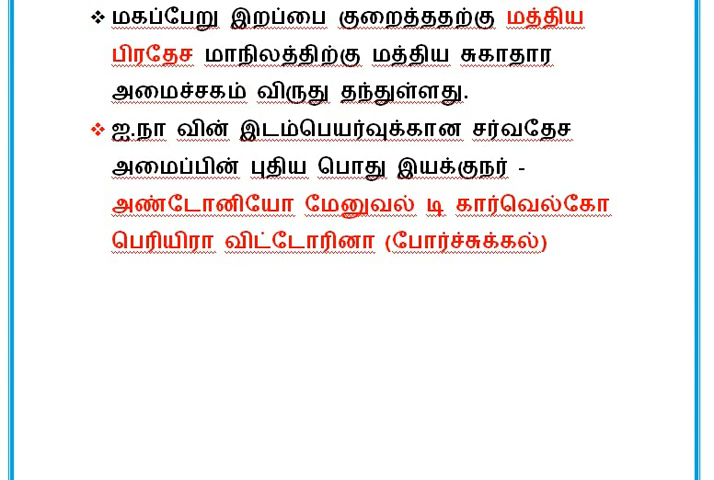 ❖ மகப்பேறு இறப்பை குறைத்ததற்கு மத்திய
பிரதேச மாநிலத்திற்கு மத்திய சுகாதார
அமைச்சகம் விருது தந்துள்ளது.
❖ ஐ.நா வின் இடம்பெயர்வுக்கான சர்வதேச
அமைப்பின் புதிய பொது இயக்குநர் -
அண்டோனியோ மேனுவல் டி கார்வெல்கோ
பெரியிரா விட்டோரினா (போர்ச்சுக்கல்)